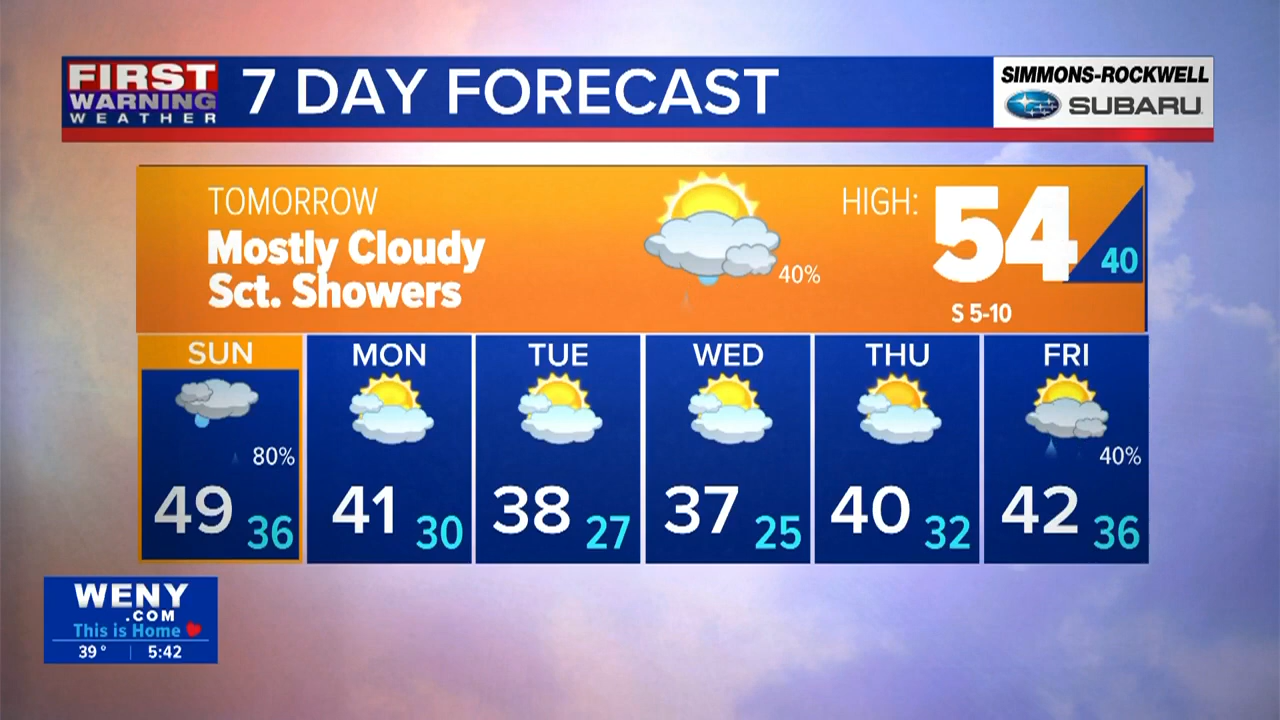 FIRST
WARNING
WEATHER
7 DAY FORECAST
SIMMONS-ROCKWELL
SUBARU
TOMORROW
Mostly Cloudy
Sct. Showers
40%
HIGH:
54
40
S 5-10
SUN
MON
TUE
WED
THU
FRI
80%
40%
49 36
41 30
38 27
37 25
40 32
42 36
WENY
.COM
This is Home
39° | 5:42